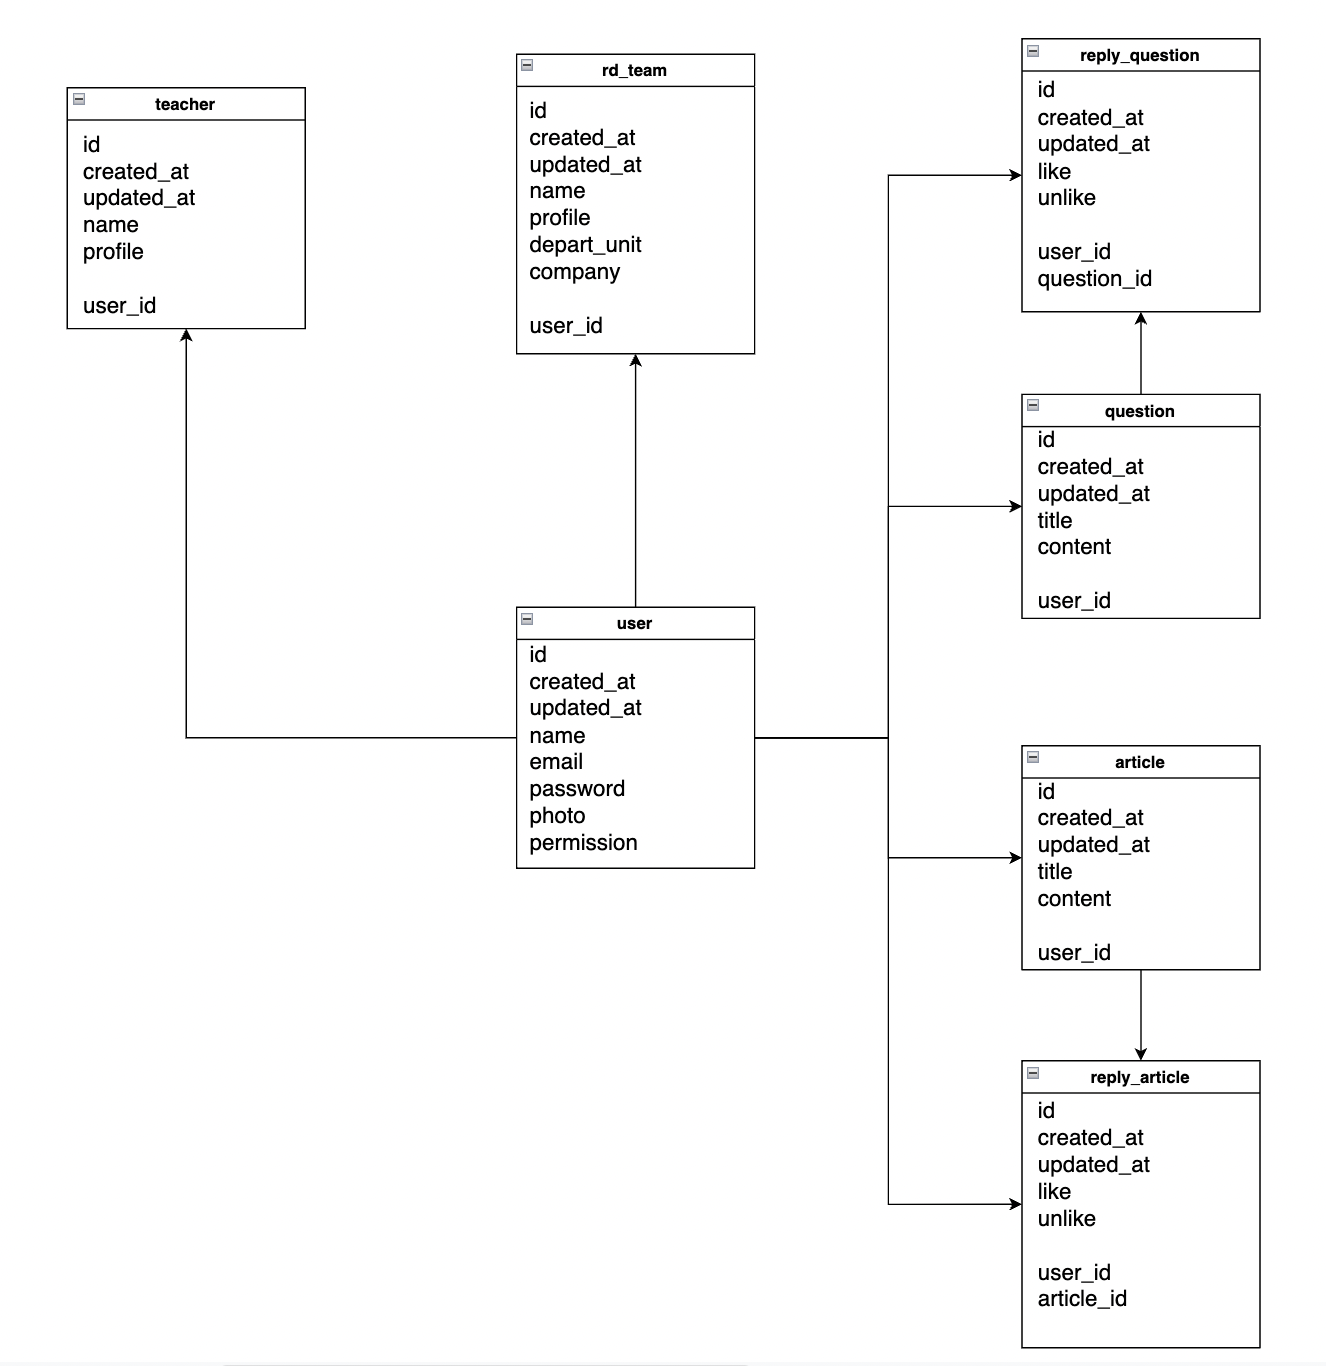 teacher
id
created_at
updated_at
name
profile
user_id
rd_team
id
created_at
updated_at
name
profile
depart_unit
company
user_id
user
id
created_at
updated_at
name
email
password
photo
permission
reply_question
id
created_at
updated_at
like
unlike
user_id
question_id
question
id
created_at
updated_at
title
content
user_id
article
id
created_at
updated_at
title
content
user_id
reply_article
id
created_at
updated_at
like
unlike
user_id
article_id